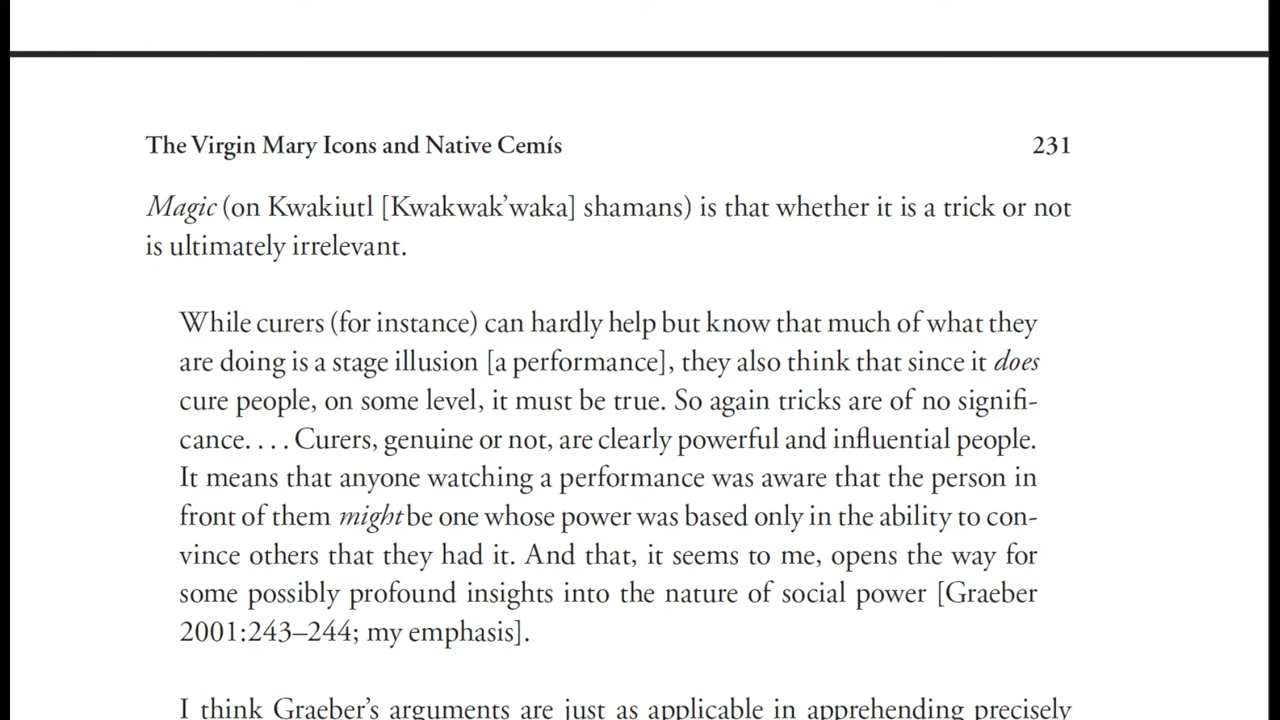 The Virgin Mary Icons and Native Cemís 231
Magic (on Kwakiutl [Kwakwak’waka] shamans) is that whether it is a trick or not
is ultimately irrelevant.
While curers (for instance) can hardly help but know that much of what they
are doing is a stage illusion [a performance], they also think that since it does
cure people, on some level, it must be true. So again tricks are of no signifi-
cance. . . . Curers, genuine or not, are clearly powerful and influential people.
It means that anyone watching a performance was aware that the person in
front of them might be one whose power was based only in the ability to con-
vince others that they had it. And that, it seems to me, opens the way for
some possibly profound insights into the nature of social power [Graeber
2001:243–244; my emphasis].
I think Graeber’s arguments are just as applicable in apprehending precisely